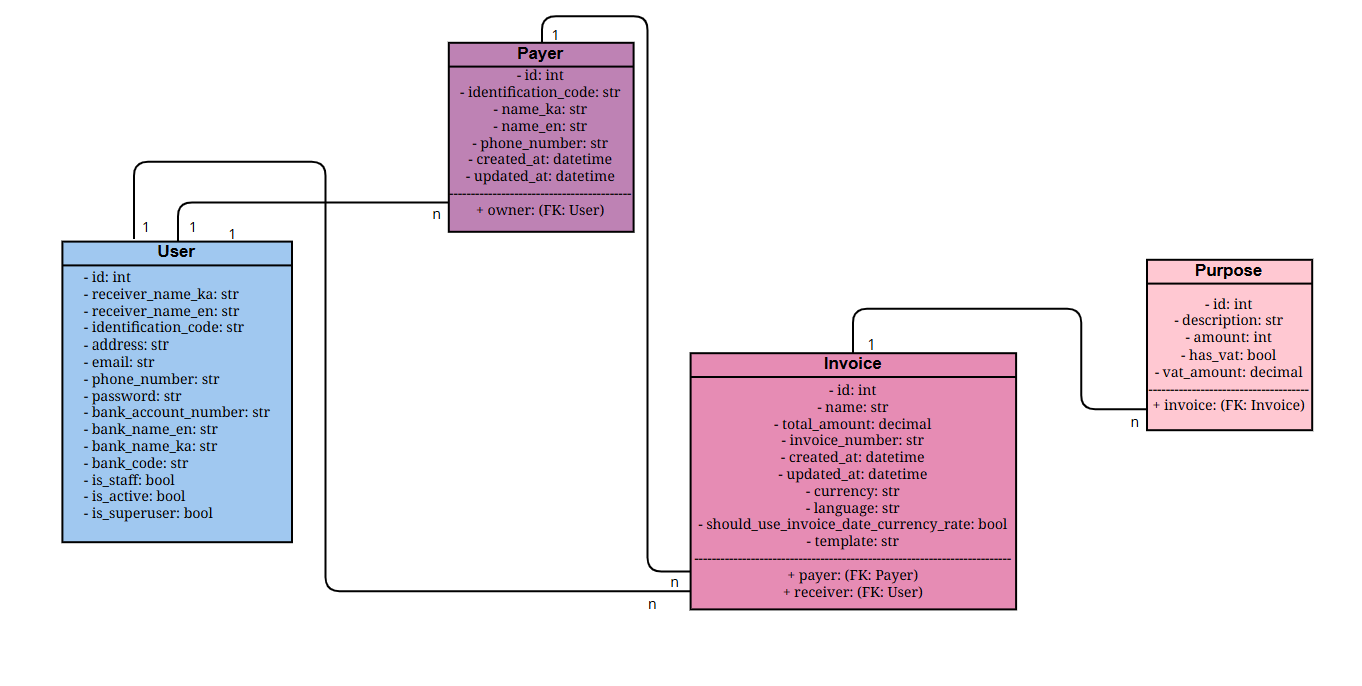 1
Payer
- id: int
- identification_code: str
- name_ka: str
- name_en: str
- phone_number: str
- created_at: datetime
- updated_at: datetime
+ owner: (FK: User)
n
1
1
1
User
- id: int
- receiver_name_ka: str
- receiver_name_en: str
- identification_code: str
- address: str
- email: str
- phone_number: str
- password: str
- bank_account_number: str
- bank_name_en: str
- bank_name_ka: str
- bank_code: str
- is_staff: bool
- is_active: bool
- is_superuser: bool
1
Invoice
- id: int
- name: str
- total_amount: decimal
- invoice_number: str
- created_at: datetime
- updated_at: datetime
- currency: str
- language: str
- should_use_invoice_date_currency_rate: bool
- template: str
+ payer: (FK: Payer)
+ receiver: (FK: User)
n
n
Purpose
- id: int
- description: str
- amount: int
- has_vat: bool
- vat_amount: decimal
+ invoice: (FK: Invoice)
n